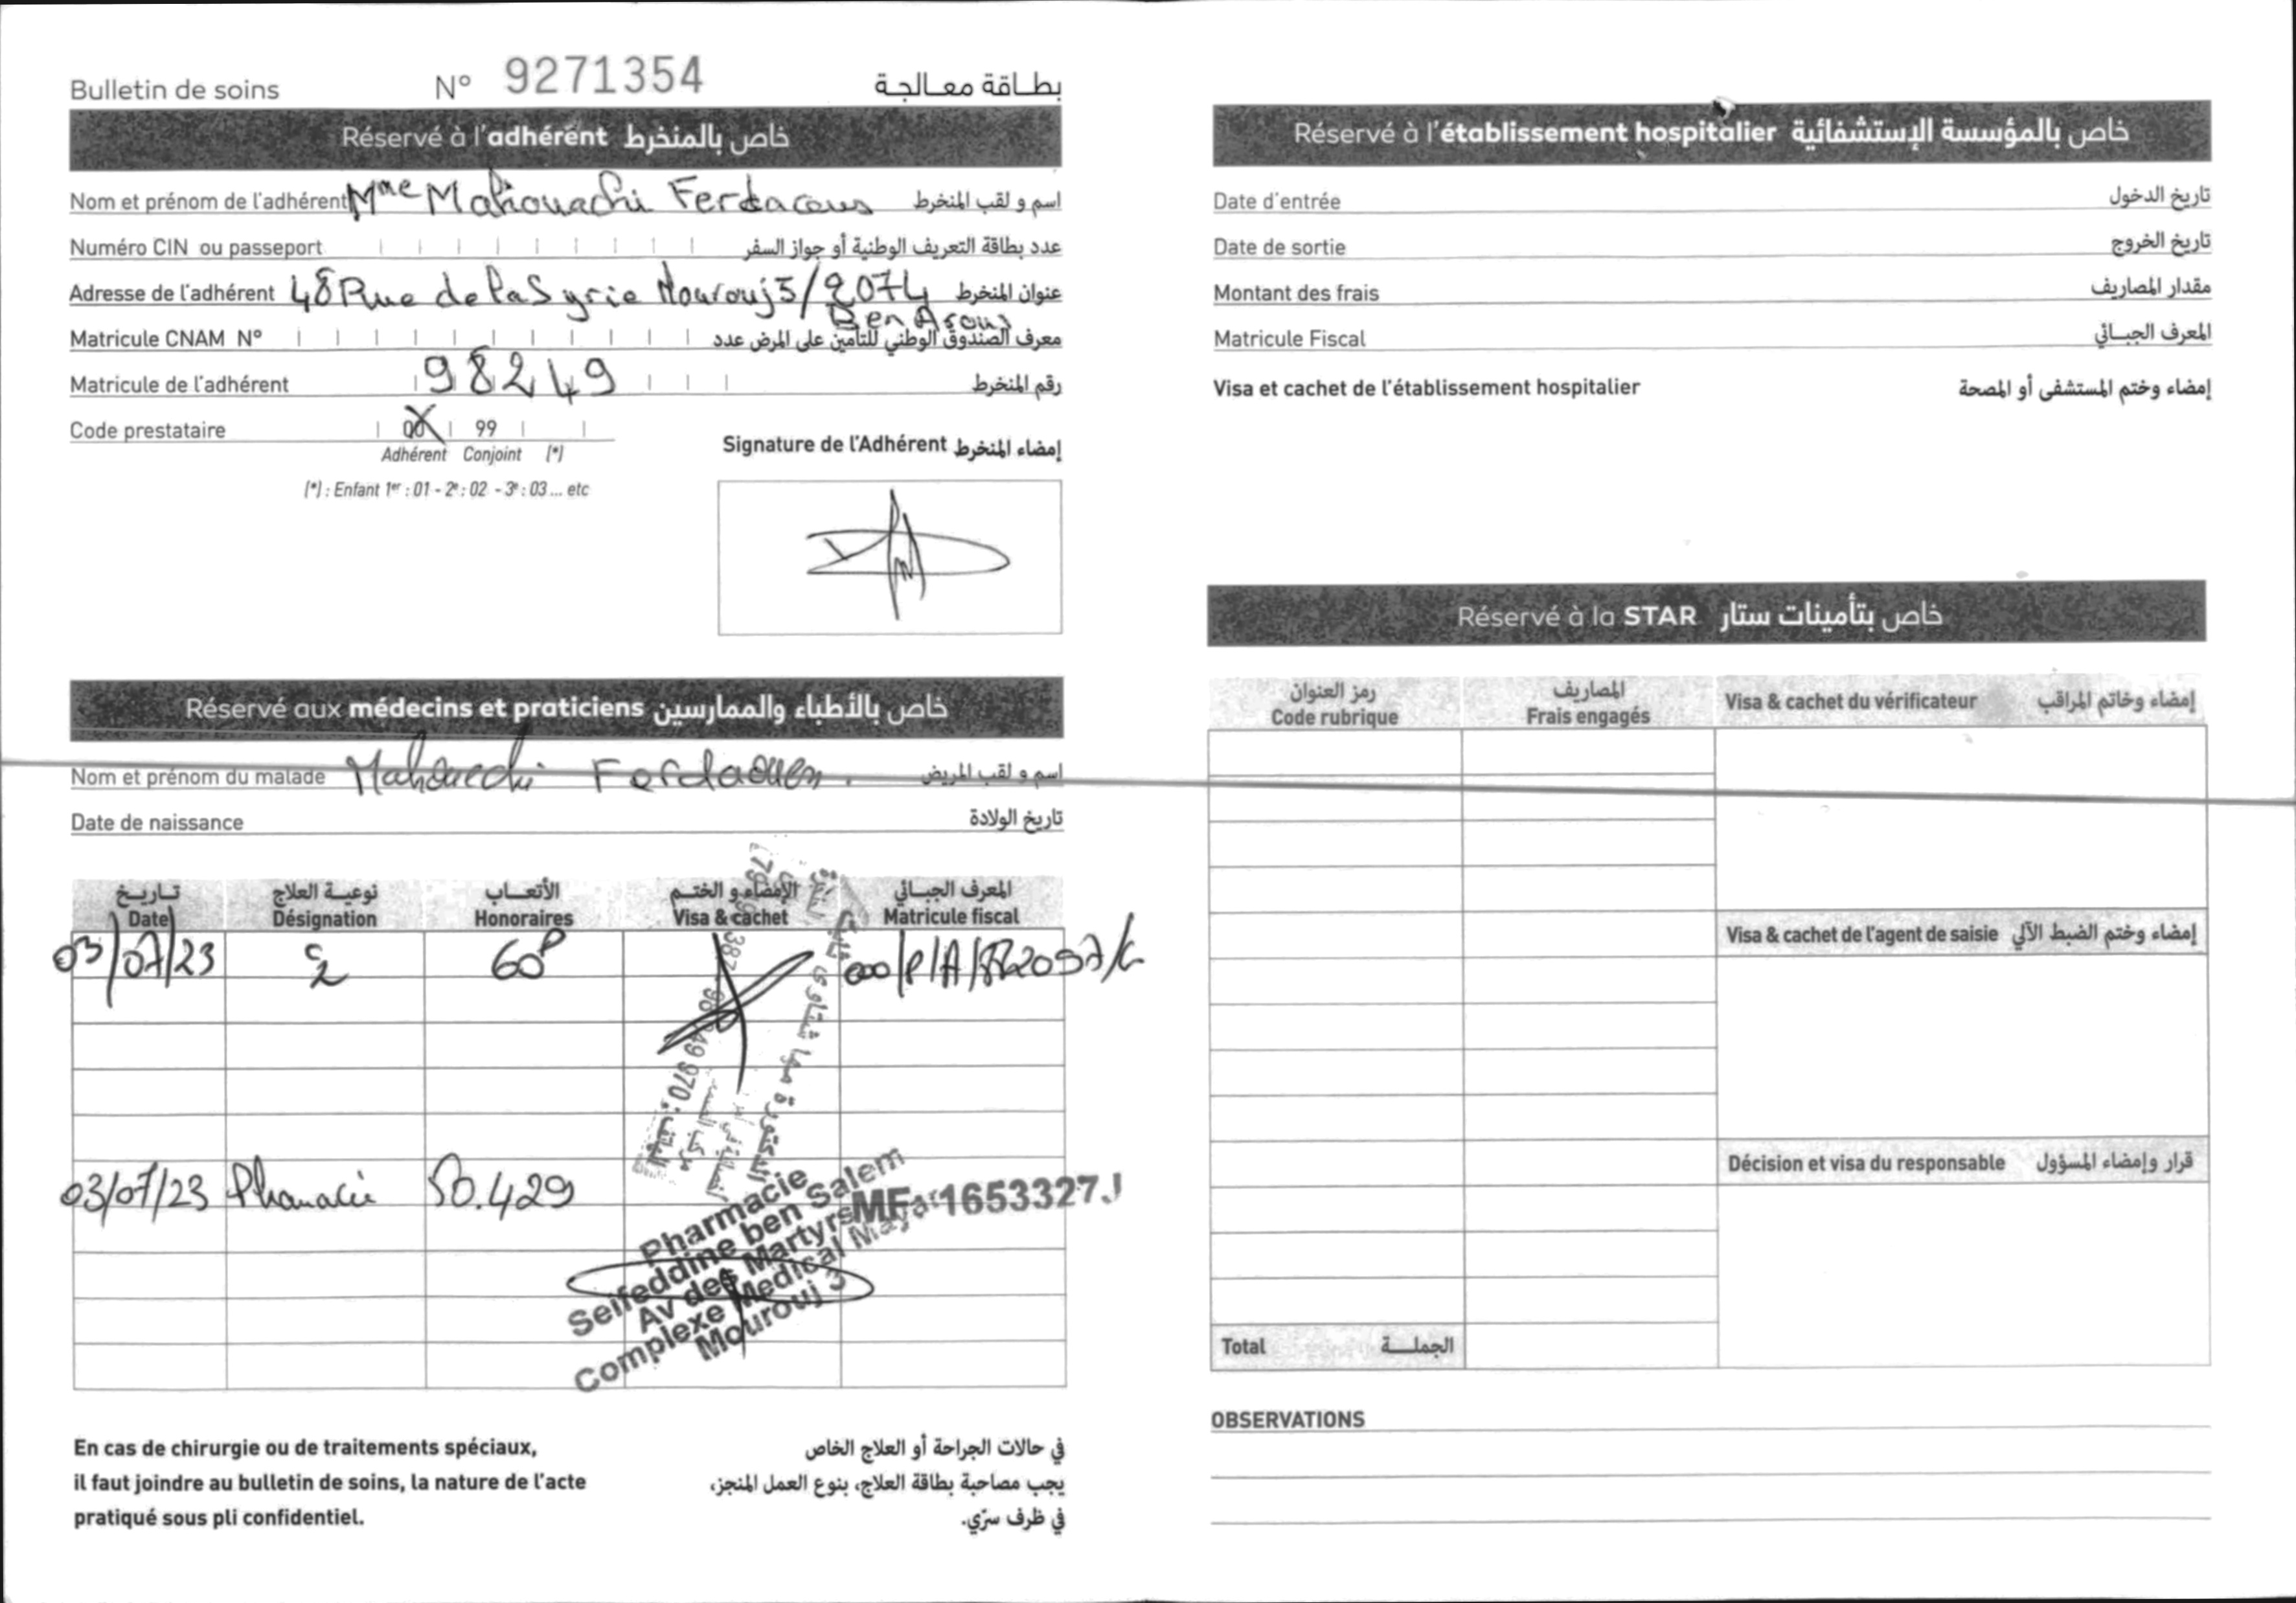 Bulletin de soins N° 9271354 بطاقة معالجة
Réservé à l'adhérent خاص بالمنخرط
Nom et prénom de l'adhérent Mme Mahouachi Ferdaous اسم و لقب المنخرط
Numéro CIN ou passeport عدد بطاقة التعريف الوطنية أو جواز السفر
Adresse de l'adhérent 48 Rue de la Syrie Mourouj5/2074 عنوان المنخرط
Ben Arous
Matricule CNAM N° معرف الصندوق الوطني للتأمين على المرض عدد
Matricule de l'adhérent 98249 رقم المنخرط
Code prestataire 00 99
Adhérent Conjoint (*)
(*) : Enfant 1er : 01 - 2e : 02 - 3e : 03 ... etc
Signature de l'Adhérent إمضاء المنخرط
Réservé aux médecins et praticiens خاص بالأطباء والممارسين
Nom et prénom du malade Mahouachi Ferdaoues. اسم و لقب المريض
Date de naissance تاريخ الولادة
تاريخ نوعية العلاج الأتعاب الإمضاء و الختم المعرف الجبائي
Date Désignation Honoraires Visa & cachet Matricule fiscal
03/07/23 60
03/07/23 Pharmacie 50.429
Pharmacie
Seifeddine ben Salem
Av des Martyrs
Complexe Medical Mayar
Mourouj 3
MF 1653327J
En cas de chirurgie ou de traitements spéciaux,
il faut joindre au bulletin de soins, la nature de l'acte
pratiqué sous pli confidentiel.
في حالات الجراحة أو العلاج الخاص
يجب مصاحبة بطاقة العلاج، بنوع العمل المنجز،
في ظرف سرّي.
Réservé à l'établissement hospitalier خاص بالمؤسسة الإستشفائية
Date d'entrée تاريخ الدخول
Date de sortie تاريخ الخروج
Montant des frais مقدار المصاريف
Matricule Fiscal المعرف الجبائي
Visa et cachet de l'établissement hospitalier إمضاء وختم المستشفى أو المصحة
Réservé à la STAR خاص بتأمينات ستار
رمز العنوان المصاريف
Code rubrique Frais engagés Visa & cachet du vérificateur إمضاء وخاتم المراقب
Visa & cachet de l'agent de saisie إمضاء وختم الضبط الآلي
Décision et visa du responsable قرار وإمضاء المسؤول
Total الجملة
OBSERVATIONS